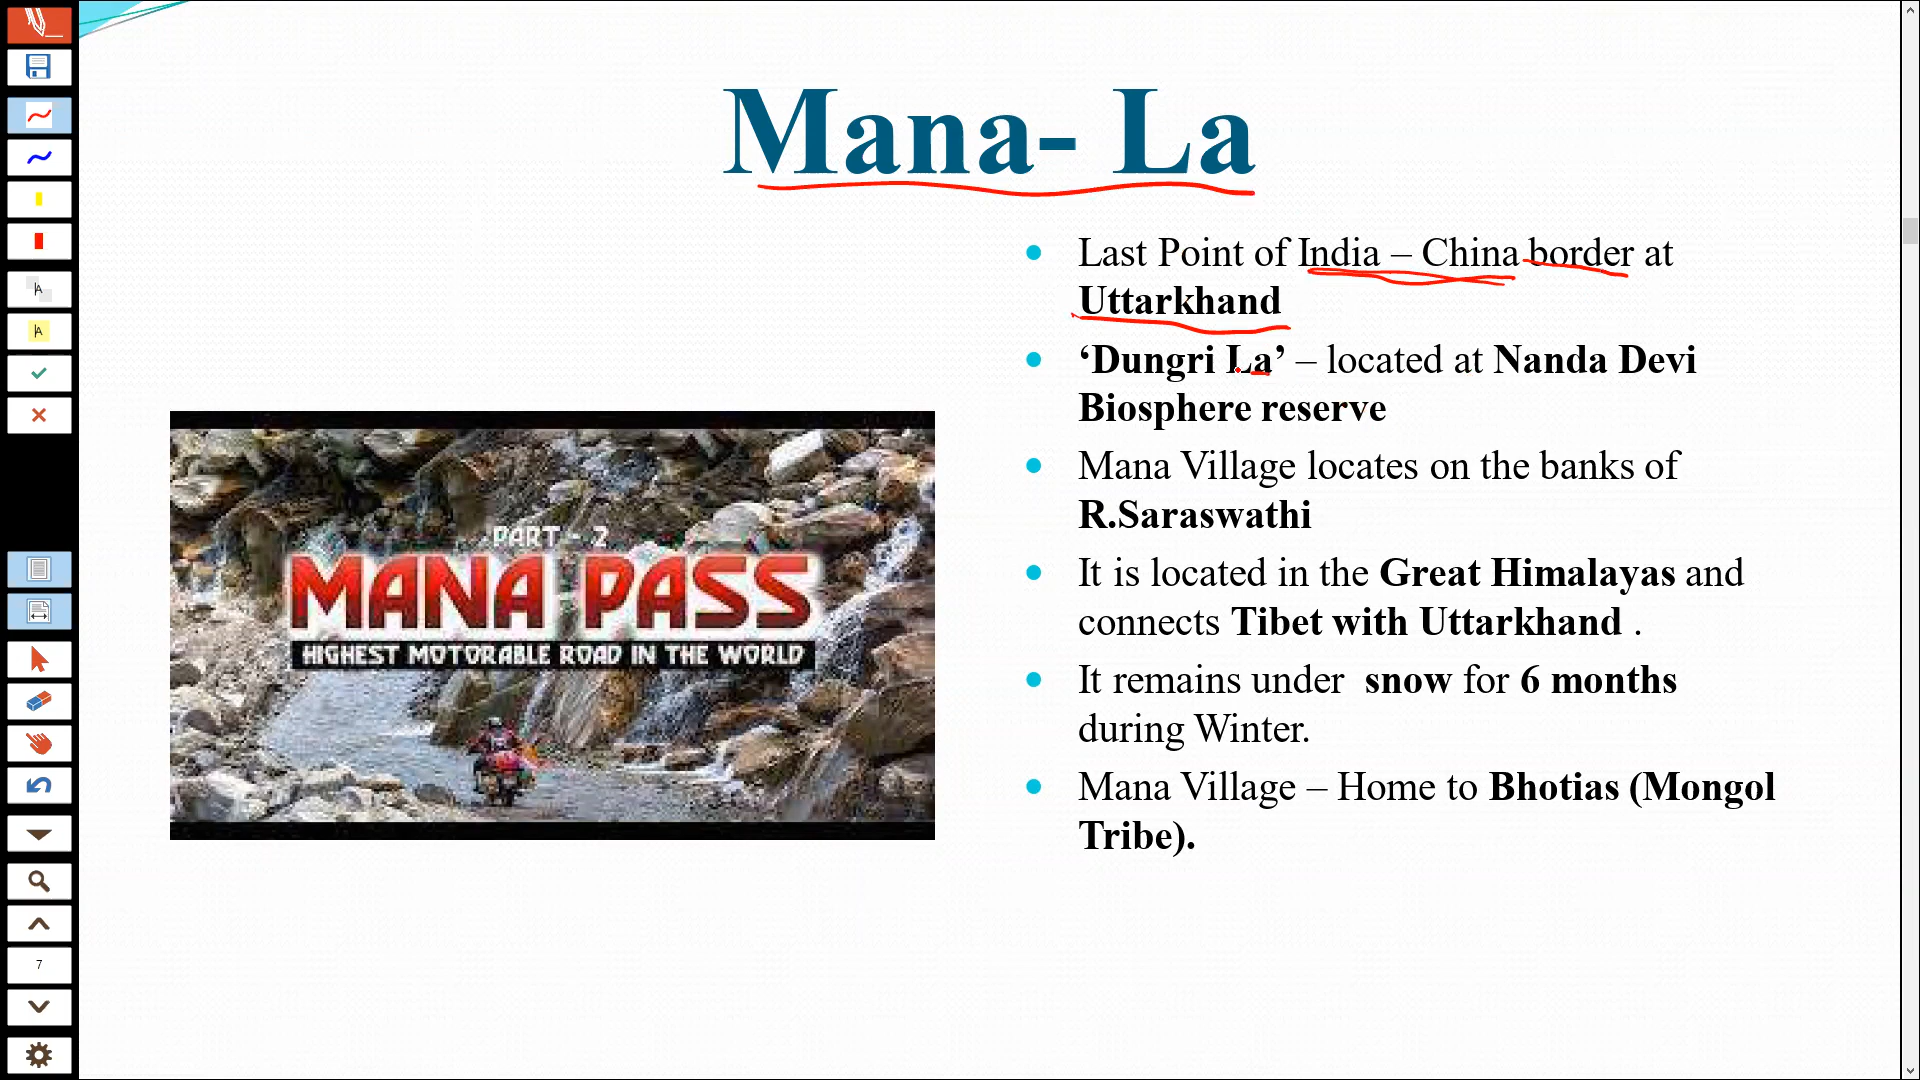 Mana- La
Last Point of India – China border at
Uttarkhand
‘Dungri La’ – located at Nanda Devi
Biosphere reserve
Mana Village locates on the banks of
R.Saraswathi
It is located in the Great Himalayas and
connects Tibet with Uttarkhand .
It remains under snow for 6 months
during Winter.
Mana Village – Home to Bhotias (Mongol
Tribe).
PART - 2
MANA PASS
HIGHEST MOTORABLE ROAD IN THE WORLD
A
A
7